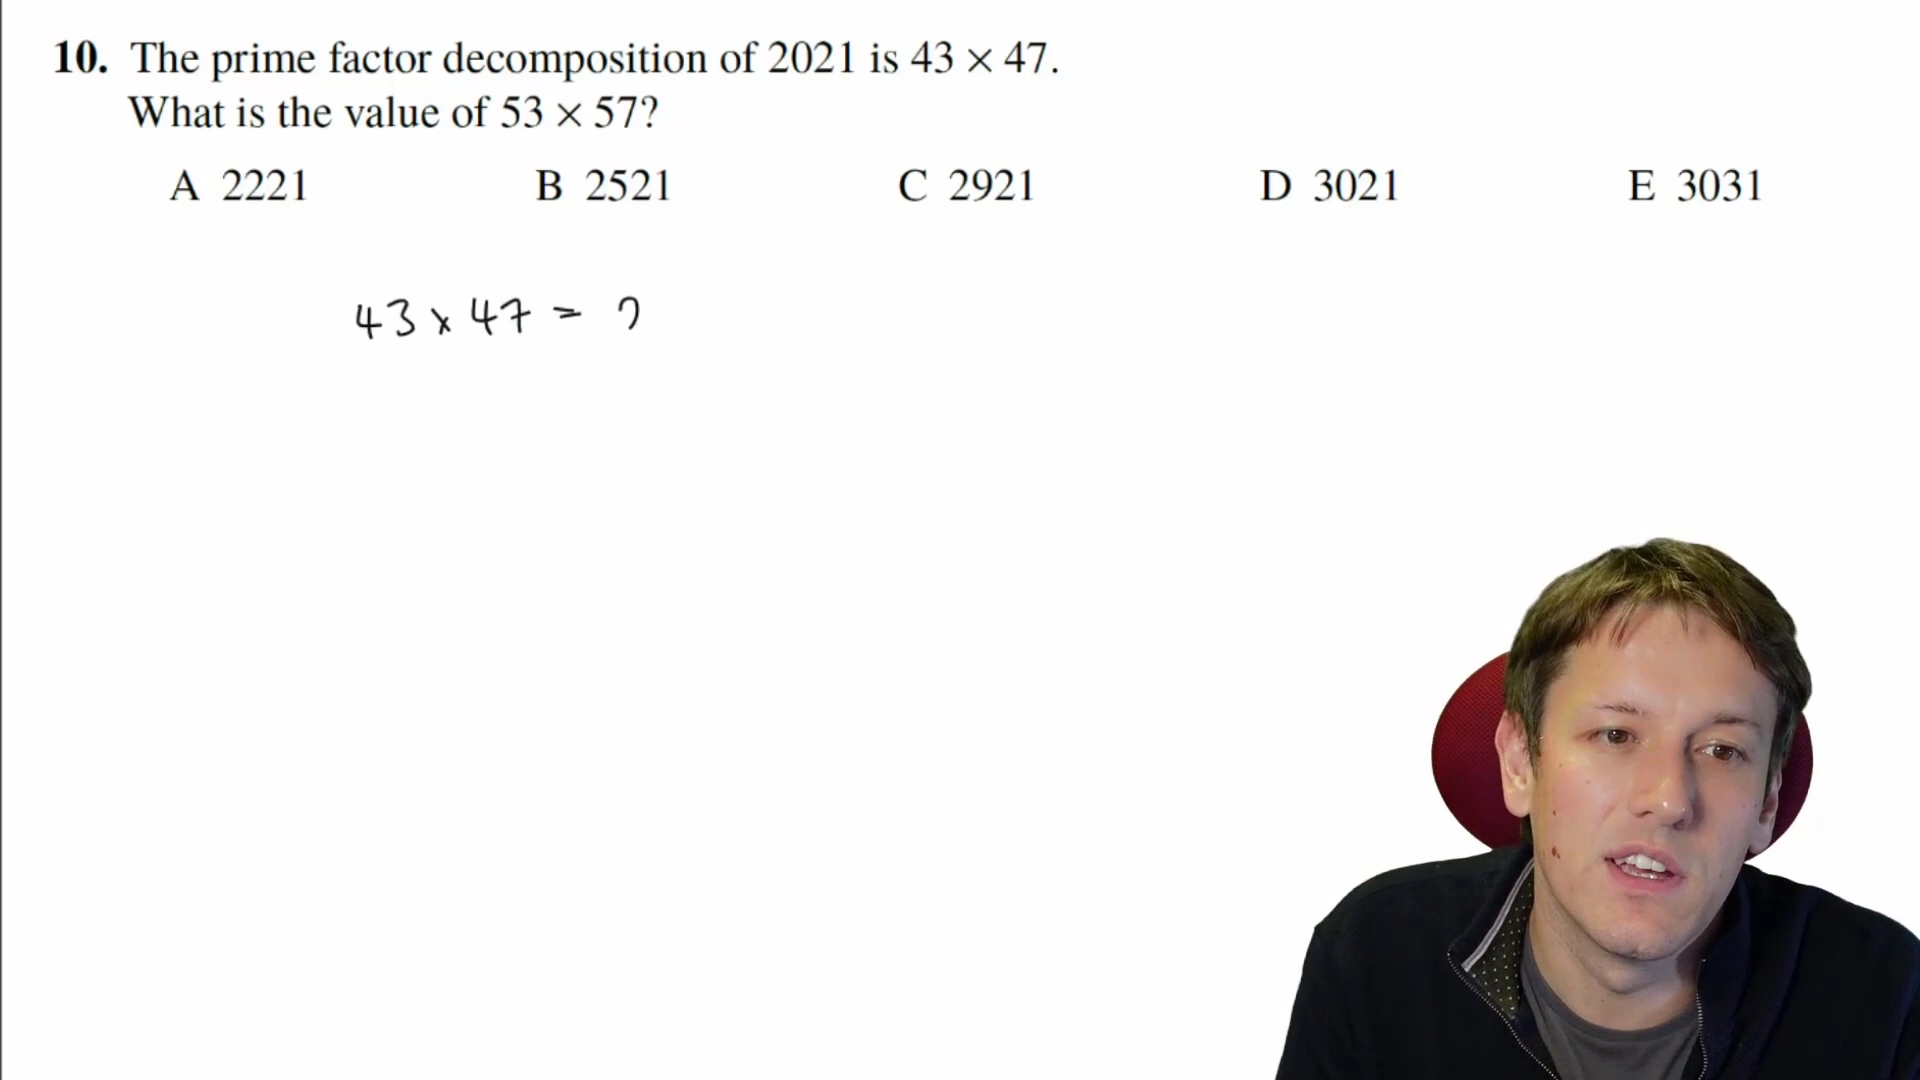 10. The prime factor decomposition of 2021 is 43 × 47.
What is the value of 53 × 57?
A 2221 B 2521 C 2921 D 3021 E 3031
43 × 47 = 2